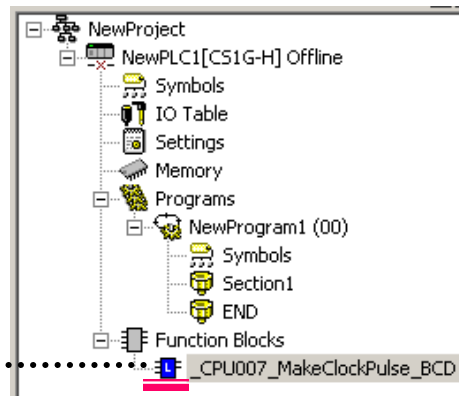 NewProject
NewPLC1[CS1G-H] Offline
Symbols
IO Table
Settings
Memory
Programs
NewProgram1 (00)
Symbols
Section1
END
Function Blocks
L _CPU007_MakeClockPulse_BCD